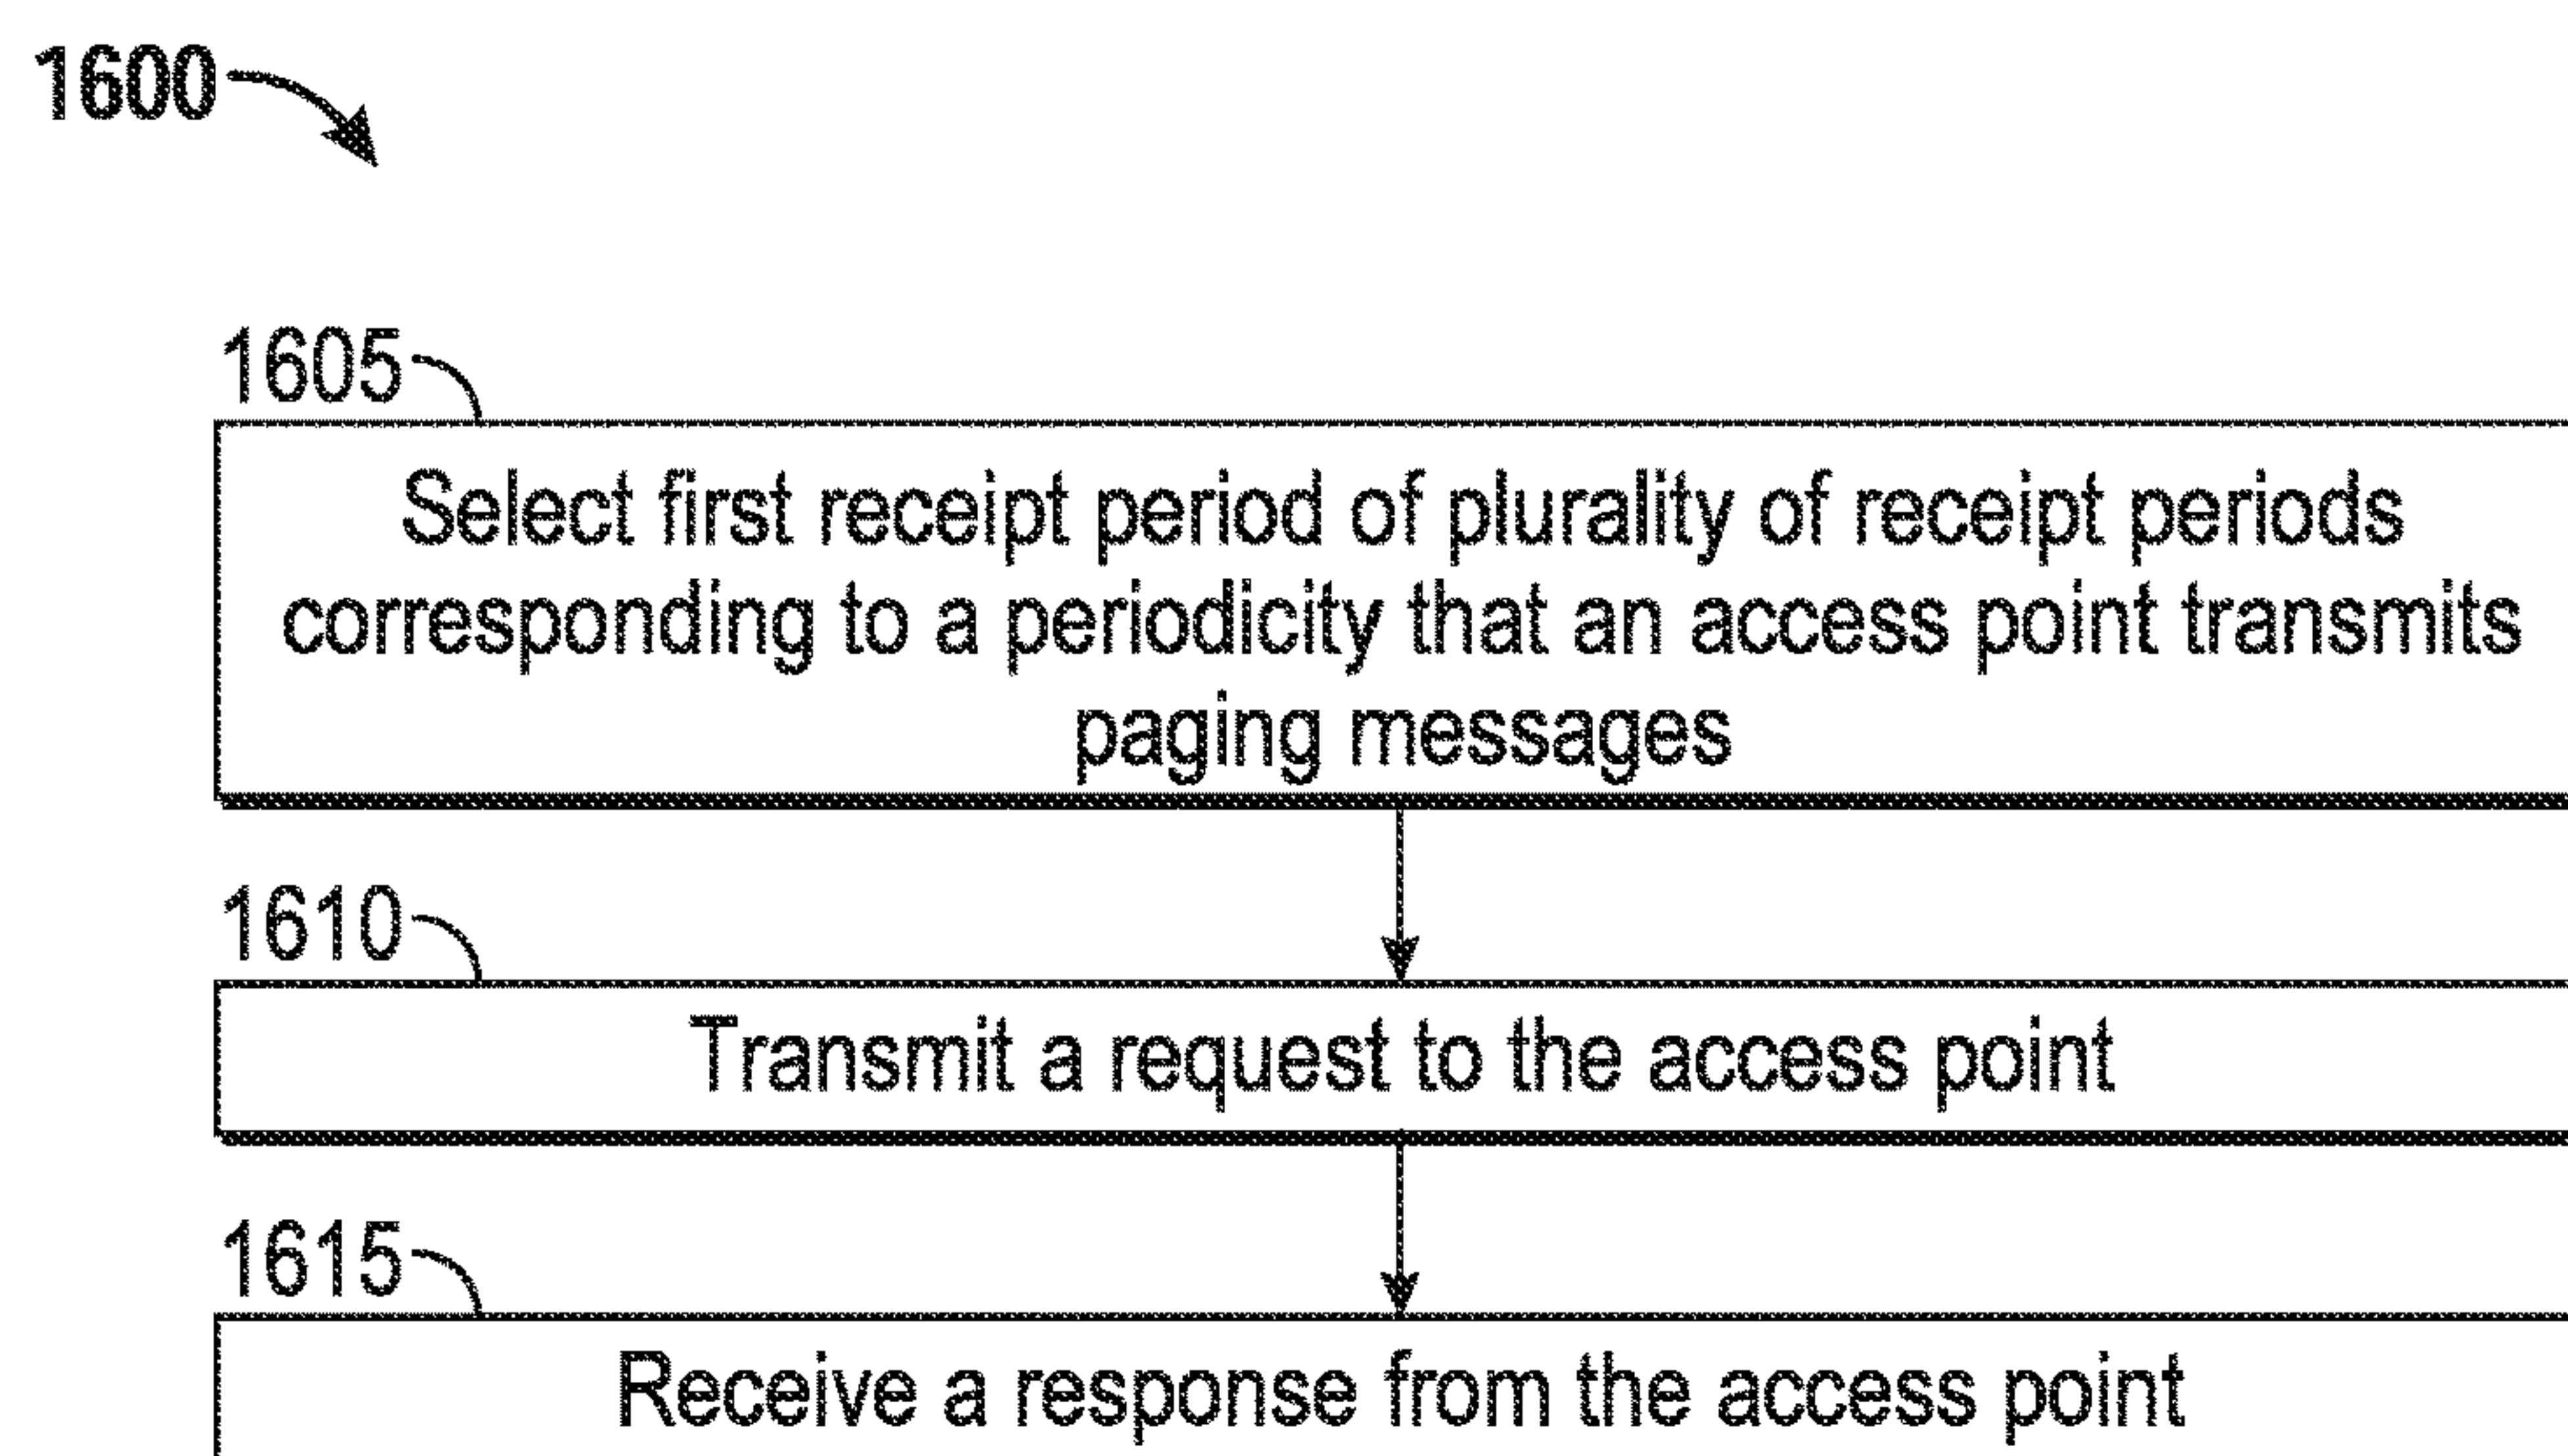 1600
1605
Select first receipt period of plurality of receipt periods
corresponding to a periodicity that an access point transmits
paging messages
1610
Transmit a request to the access point
1615
Receive a response from the access point